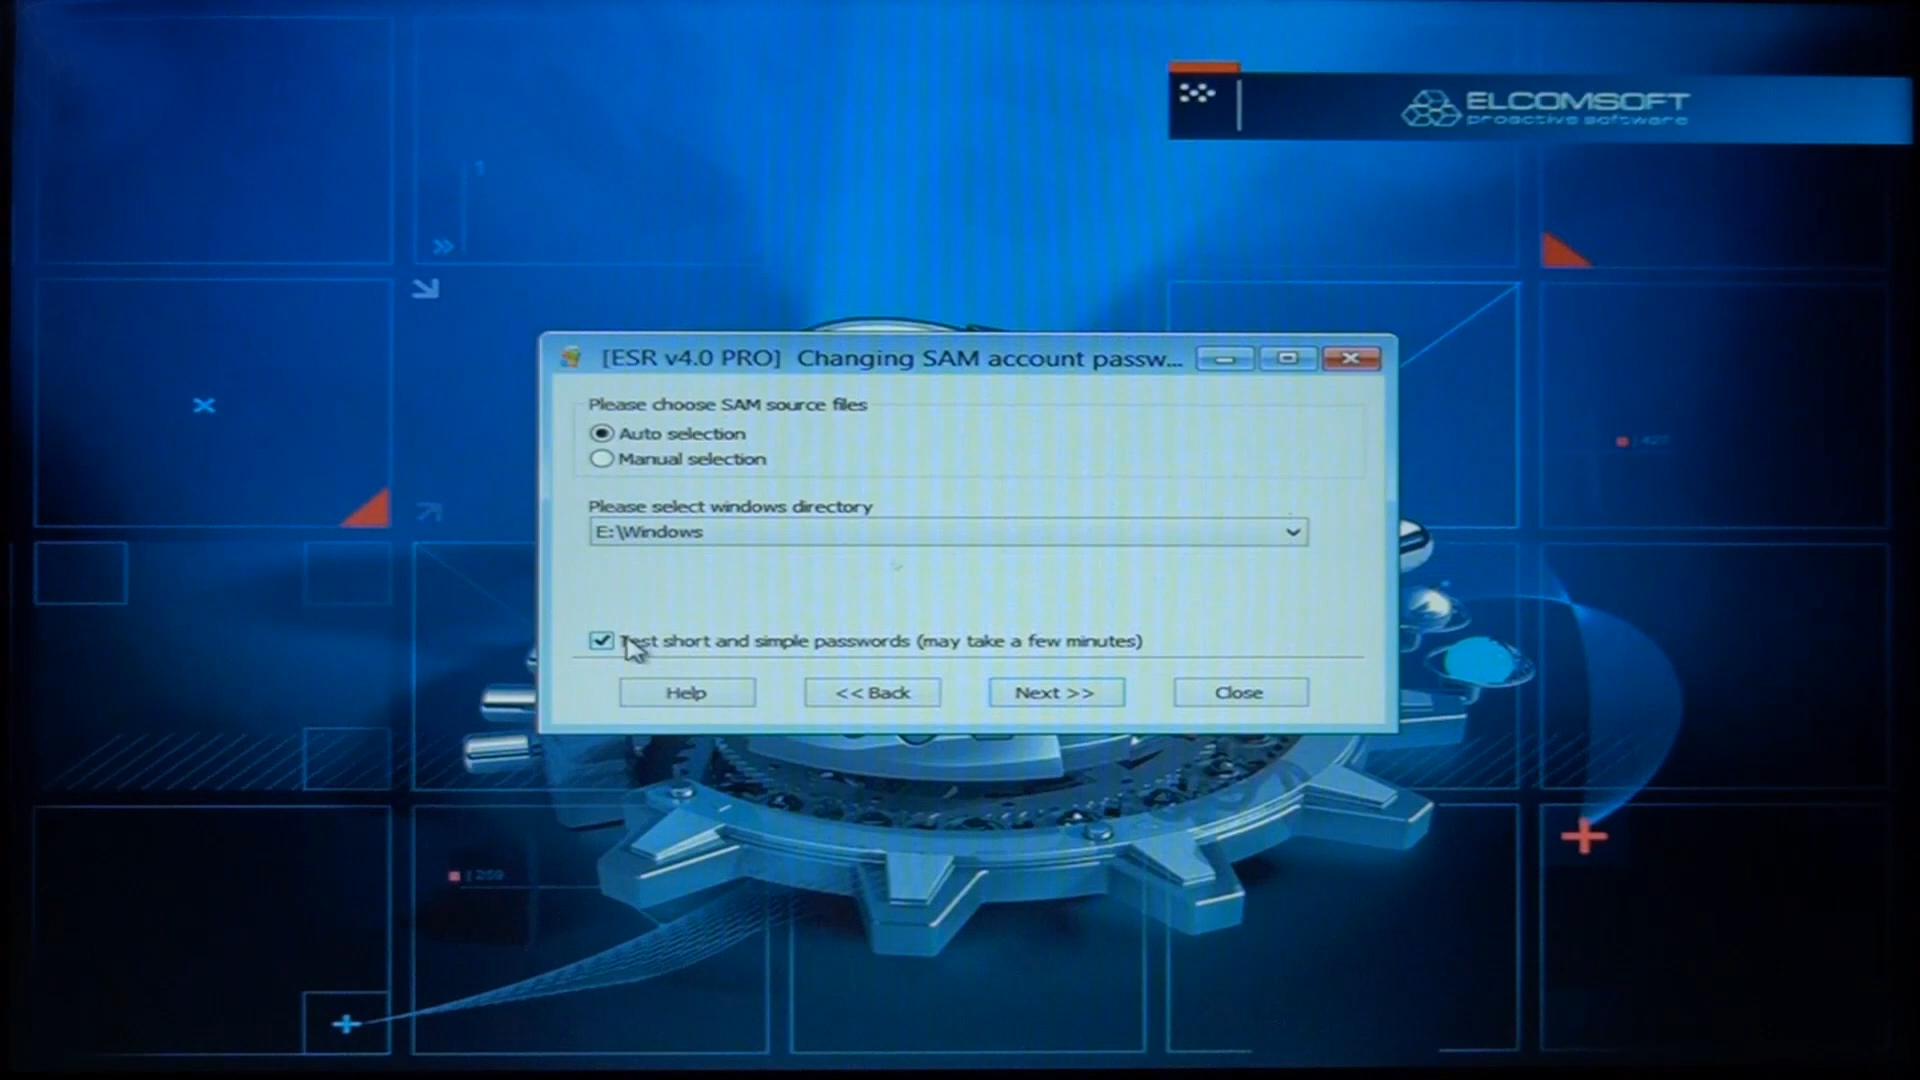 ELCOMSOFT
proactive software
1
[ESR v4.0 PRO] Changing SAM account passw...
Please choose SAM source files
Auto selection
Manual selection
Please select windows directory
E:\Windows
Test short and simple passwords (may take a few minutes)
Help
<< Back
Next >>
Close